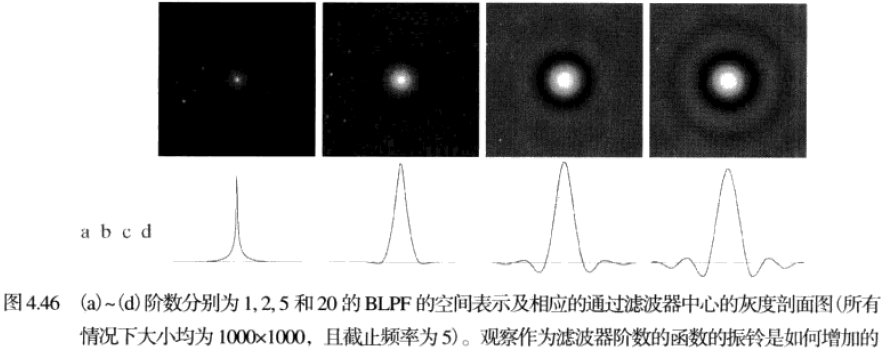 a b c d
图 4.46 (a)~(d) 阶数分别为 1, 2, 5 和 20 的 BLPF 的空间表示及相应的通过滤波器中心的灰度剖面图(所有
情况下大小均为 1000×1000，且截止频率为 5)。观察作为滤波器阶数的函数的振铃是如何增加的